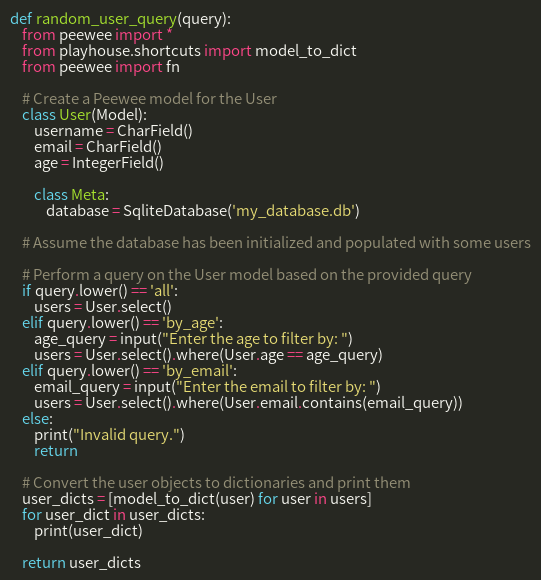 def random_user_query(query):
    from peewee import *
    from playhouse.shortcuts import model_to_dict
    from peewee import fn

    # Create a Peewee model for the User
    class User(Model):
        username = CharField()
        email = CharField()
        age = IntegerField()

        class Meta:
            database = SqliteDatabase('my_database.db')

    # Assume the database has been initialized and populated with some users

    # Perform a query on the User model based on the provided query
    if query.lower() == 'all':
        users = User.select()
    elif query.lower() == 'by_age':
        age_query = input("Enter the age to filter by: ")
        users = User.select().where(User.age == age_query)
    elif query.lower() == 'by_email':
        email_query = input("Enter the email to filter by: ")
        users = User.select().where(User.email.contains(email_query))
    else:
        print("Invalid query.")
        return

    # Convert the user objects to dictionaries and print them
    user_dicts = [model_to_dict(user) for user in users]
    for user_dict in user_dicts:
        print(user_dict)

    return user_dicts